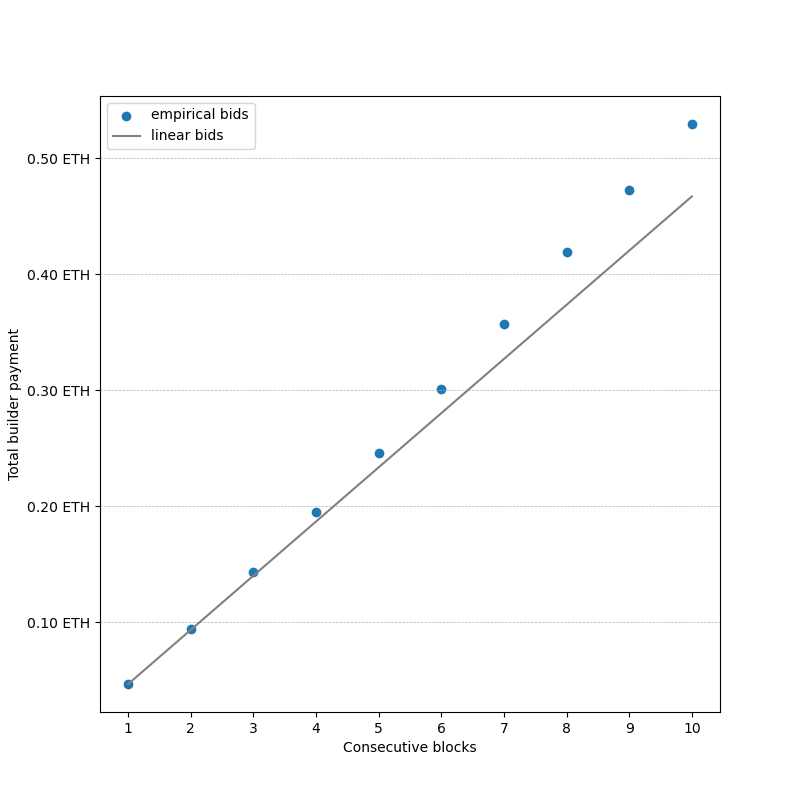 empirical bids
linear bids
0.50 ETH
0.40 ETH
0.30 ETH
0.20 ETH
0.10 ETH
Total builder payment
1 2 3 4 5 6 7 8 9 10
Consecutive blocks